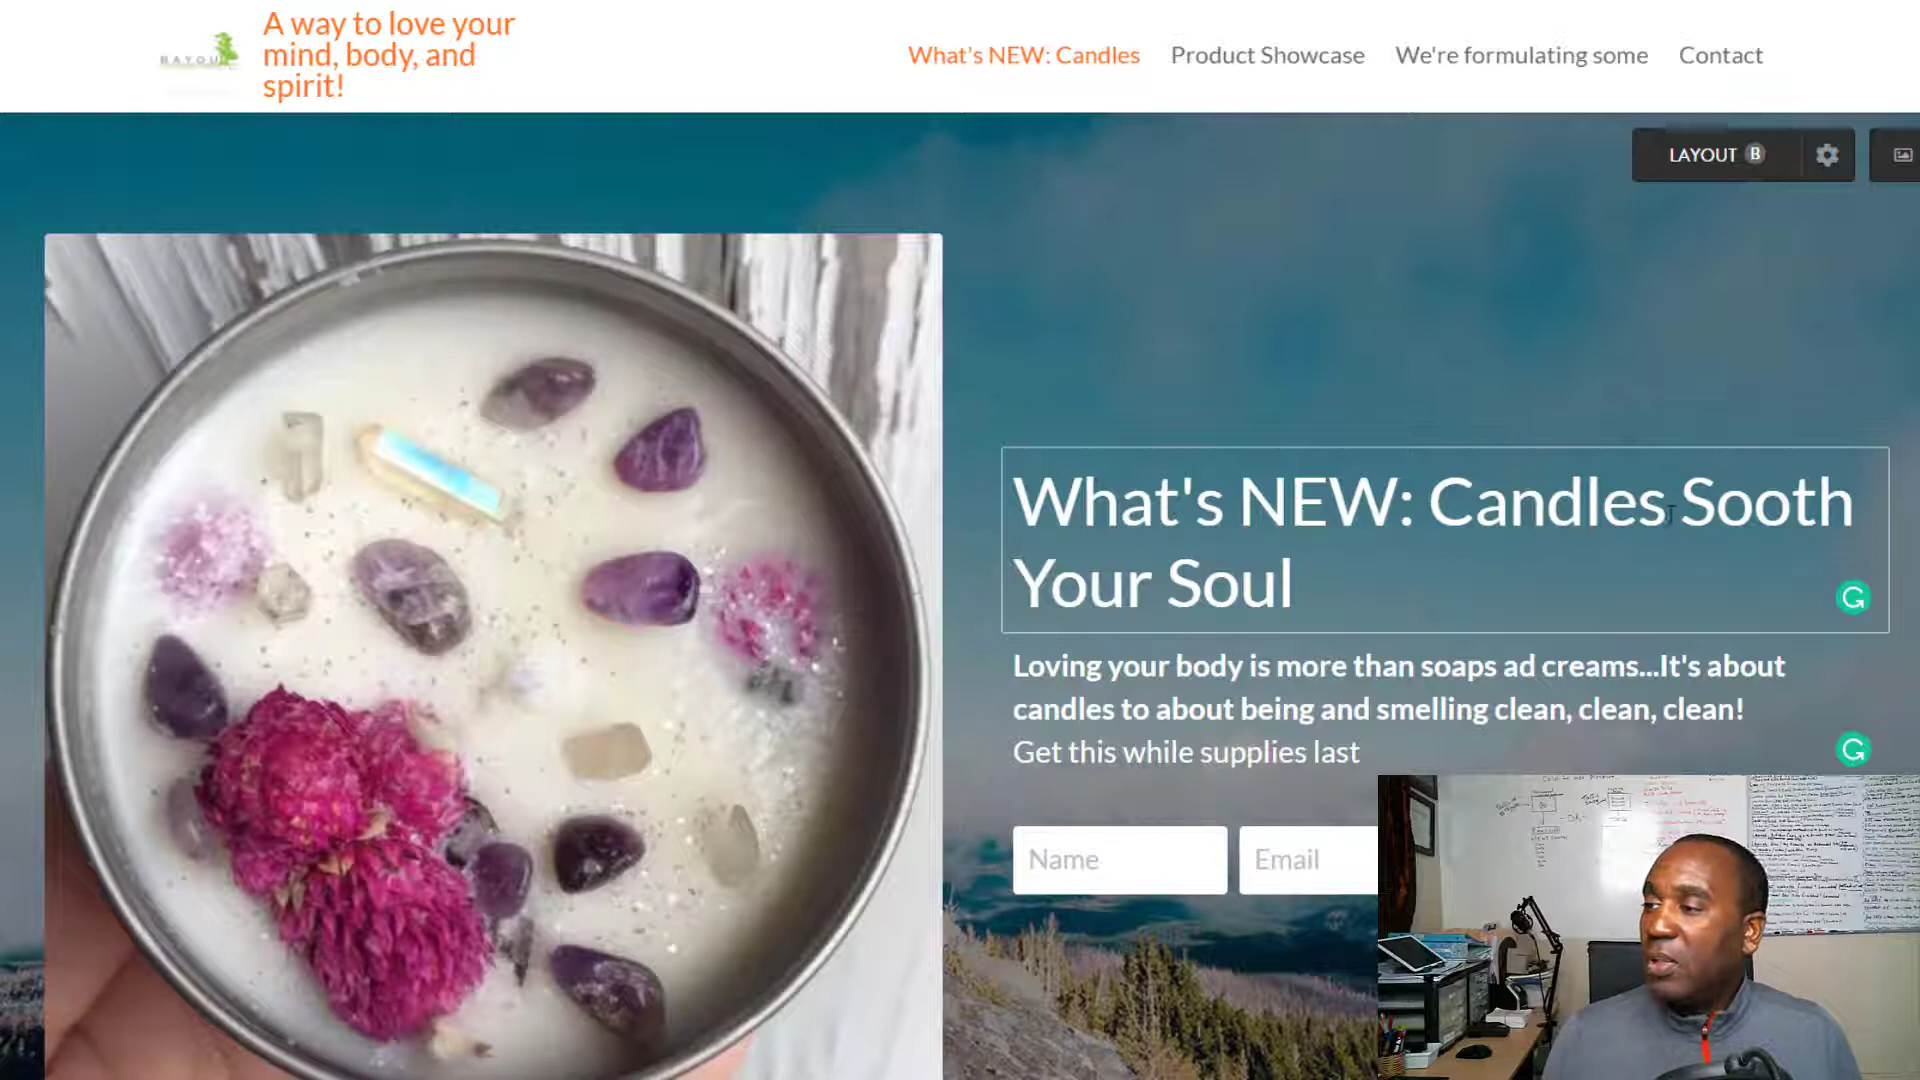 BAYOU
A way to love your
mind, body, and
spirit!
What's NEW: Candles
Product Showcase
We're formulating some
Contact
LAYOUT B
What's NEW: Candles Sooth
Your Soul
Loving your body is more than soaps ad creams...It's about
candles to about being and smelling clean, clean, clean!
Get this while supplies last
Name
Email